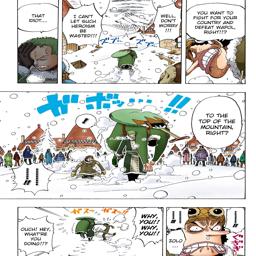 YOU WANT TO
FIGHT FOR YOUR
COUNTRY AND
DEFEAT WAPOL,
RIGHT!?
WELL,
DON'T
WORRY!!
I CAN'T
LET SUCH
HEROISM
BE
WASTED!!!
THAT
IDIOT...
TO THE
TOP OF THE
MOUNTAIN,
RIGHT?
WHY,
YOU!!
WHY,
YOU!!
OUCH! HEY,
WHAT'RE
YOU
DOING!?